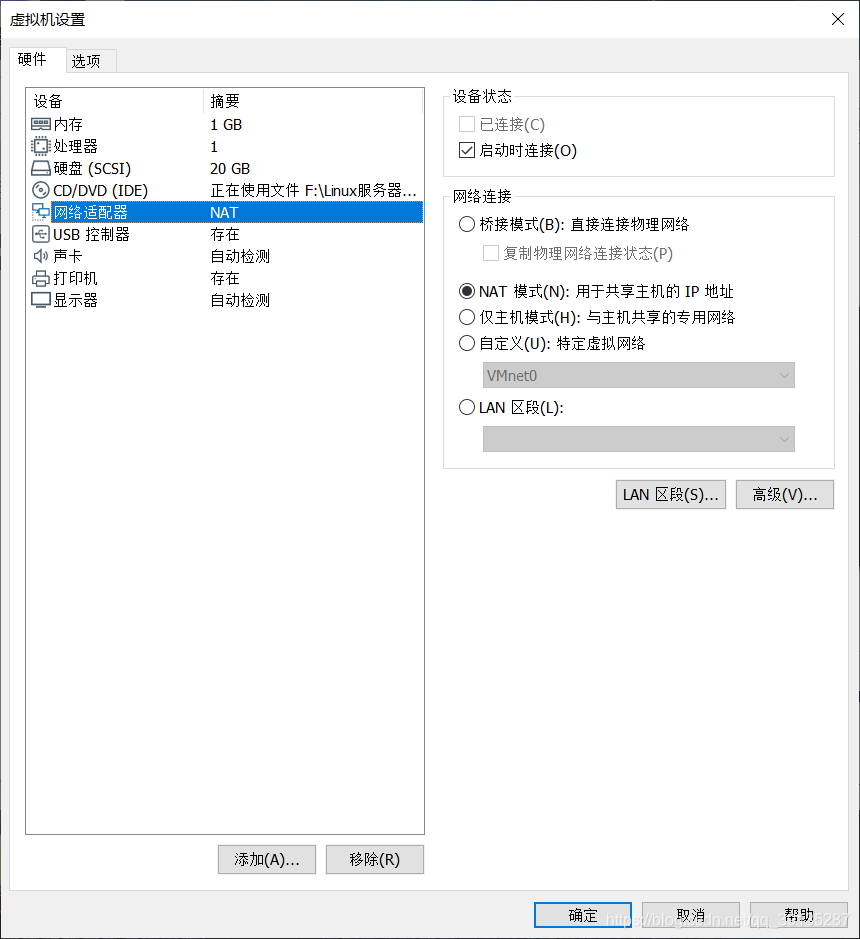 虚拟机设置
硬件 选项
设备 摘要
内存 1 GB
处理器 1
硬盘 (SCSI) 20 GB
CD/DVD (IDE) 正在使用文件 F:\Linux服务器...
网络适配器 NAT
USB 控制器 存在
声卡 自动检测
打印机 存在
显示器 自动检测
添加(A)... 移除(R)
设备状态
已连接(C)
启动时连接(O)
网络连接
桥接模式(B): 直接连接物理网络
复制物理网络连接状态(P)
NAT 模式(N): 用于共享主机的 IP 地址
仅主机模式(H): 与主机共享的专用网络
自定义(U): 特定虚拟网络
VMnet0
LAN 区段(L):
LAN 区段(S)... 高级(V)...
确定 取消 帮助